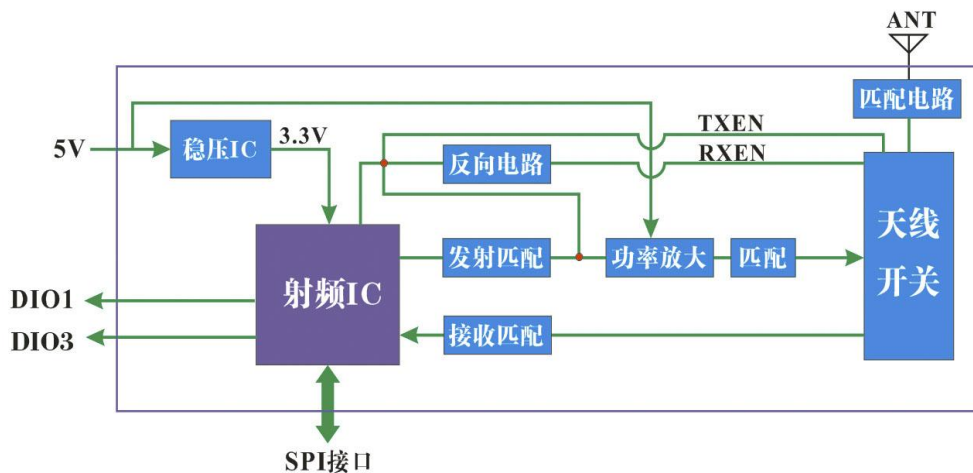 ANT
匹配电路
TXEN
5V
稳压IC
3.3V
反向电路
RXEN
天线
开关
发射匹配
功率放大
匹配
射频IC
DIO1
DIO3
接收匹配
SPI接口